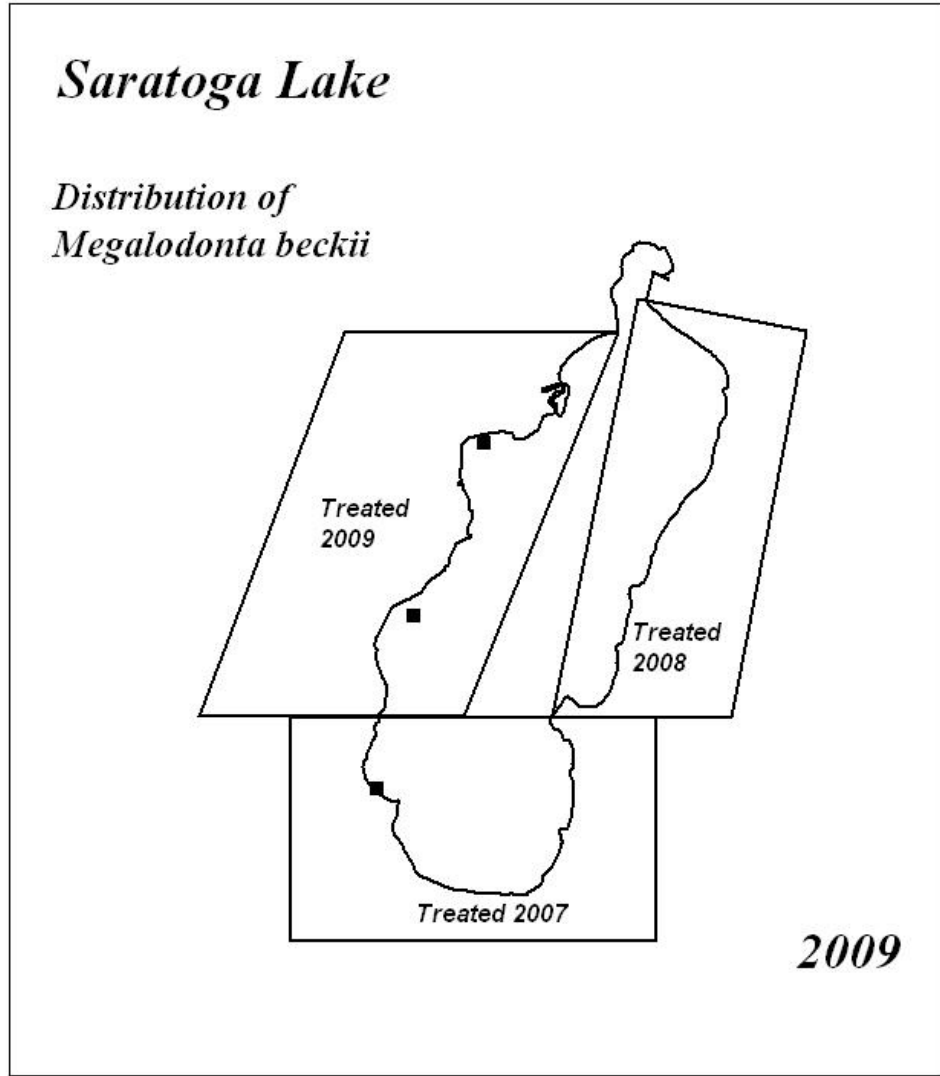 Saratoga Lake
Distribution of
Megalodonta beckii
Treated
2009
Treated
2008
Treated 2007
2009